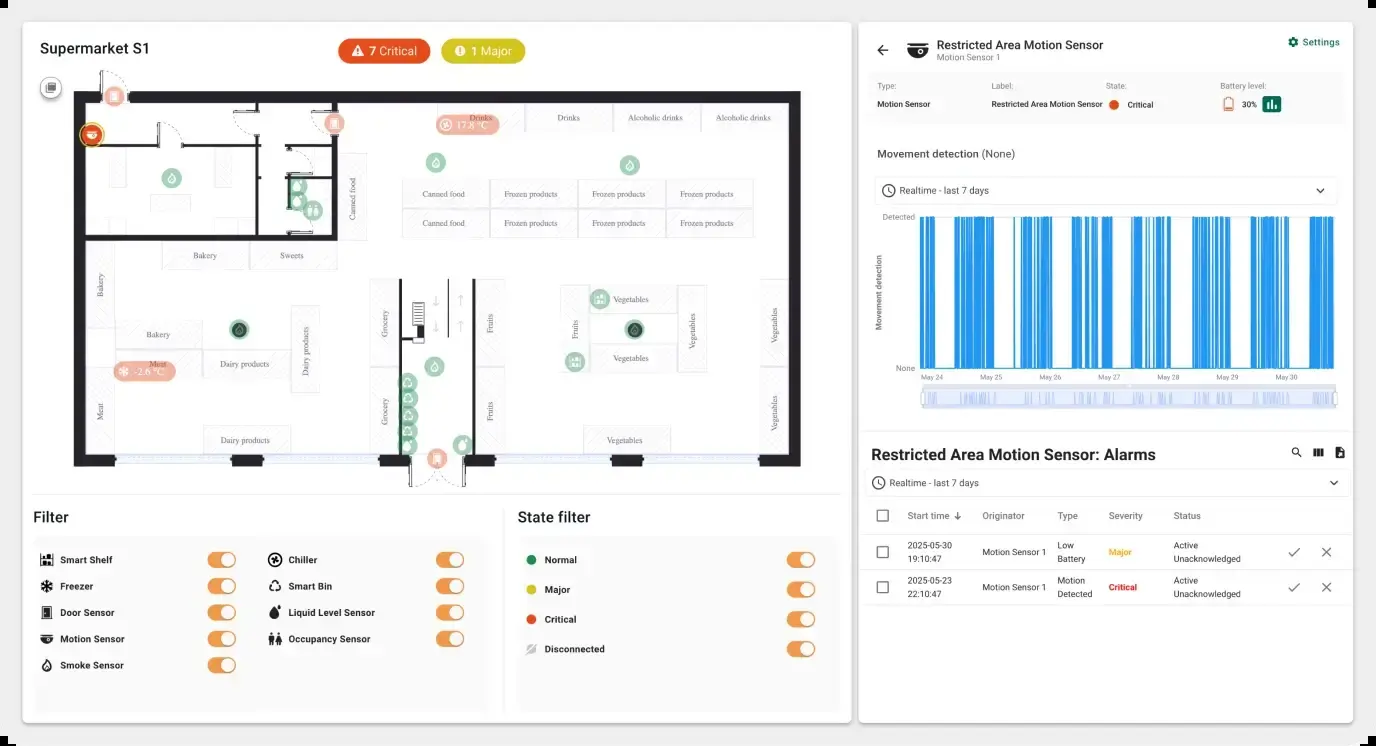 Supermarket S1
7 Critical
1 Major
Drinks
17.8 °C
Drinks
Alcoholic drinks
Alcoholic drinks
Canned food
Canned food
Frozen products
Frozen products
Frozen products
Canned food
Frozen products
Frozen products
Frozen products
Bakery
Sweets
Bakery
Bakery
Meat
-2.6 °C
Dairy products
Dairy products
Meat
Dairy products
Grocery
Grocery
Fruits
Fruits
Fruits
Vegetables
Vegetables
Vegetables
Vegetables
Vegetables
Vegetables
Filter
Smart Shelf
Chiller
Freezer
Smart Bin
Door Sensor
Liquid Level Sensor
Motion Sensor
Occupancy Sensor
Smoke Sensor
State filter
Normal
Major
Critical
Disconnected
Restricted Area Motion Sensor
Motion Sensor 1
Settings
Type:
Label:
State:
Battery level:
Motion Sensor
Restricted Area Motion Sensor
Critical
30%
Movement detection (None)
Realtime - last 7 days
Detected
Movement detection
None
May 24
May 25
May 26
May 27
May 28
May 29
May 30
Restricted Area Motion Sensor: Alarms
Realtime - last 7 days
Start time
Originator
Type
Severity
Status
2025-05-30
19:10:47
Motion Sensor 1
Low
Battery
Major
Active
Unacknowledged
2025-05-23
22:10:47
Motion Sensor 1
Motion
Detected
Critical
Active
Unacknowledged